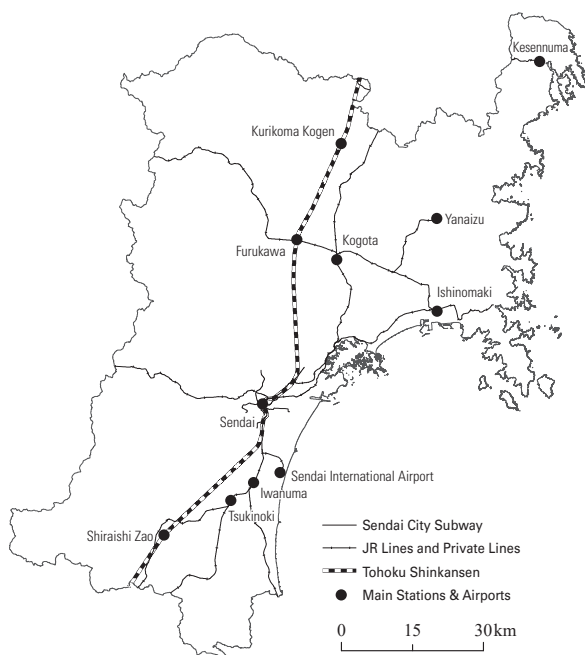 Kesennuma
Kurikoma Kogen
Yanaizu
Furukawa
Kogota
Ishinomaki
Sendai
Sendai International Airport
Iwanuma
Tsukinoki
Shiraishi Zao
Sendai City Subway
JR Lines and Private Lines
Tohoku Shinkansen
Main Stations & Airports
0 15 30km